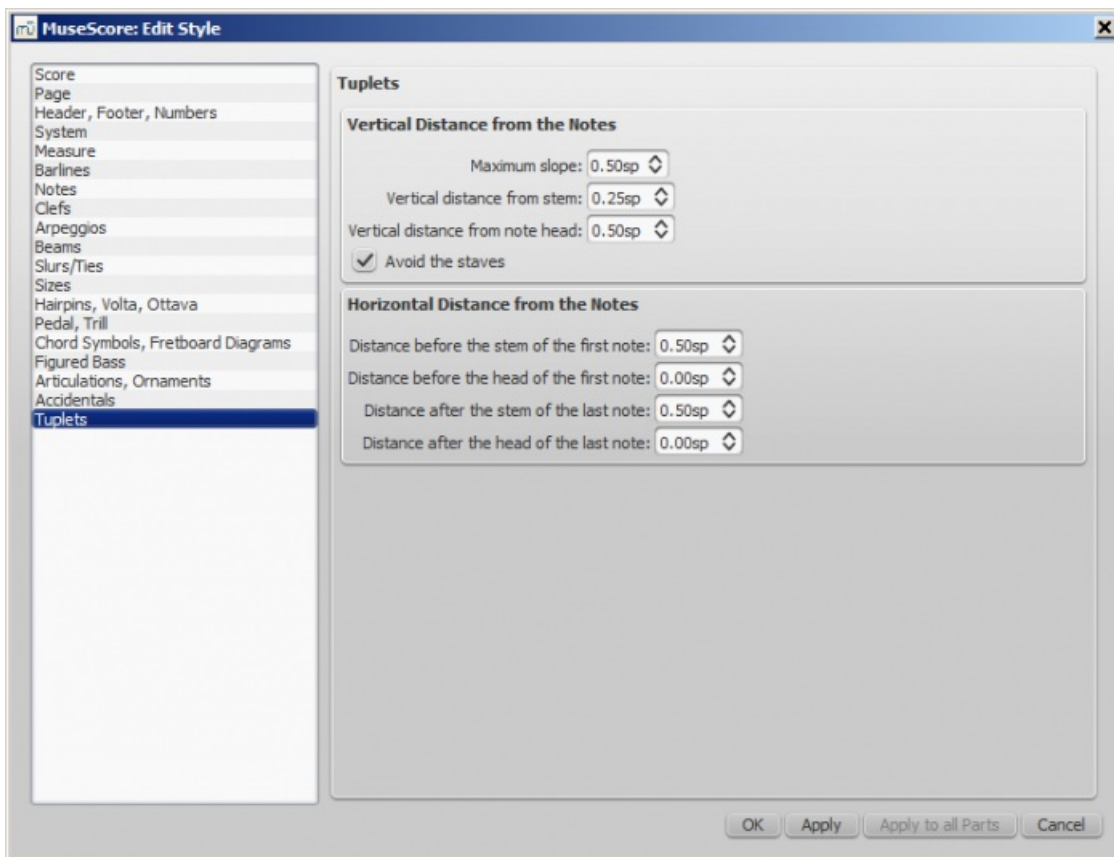 mū MuseScore: Edit Style
Score
Page
Header, Footer, Numbers
System
Measure
Barlines
Notes
Clefs
Arpeggios
Beams
Slurs/Ties
Sizes
Hairpins, Volta, Ottava
Pedal, Trill
Chord Symbols, Fretboard Diagrams
Figured Bass
Articulations, Ornaments
Accidentals
Tuplets
Tuplets
Vertical Distance from the Notes
Maximum slope: 0.50sp
Vertical distance from stem: 0.25sp
Vertical distance from note head: 0.50sp
Avoid the staves
Horizontal Distance from the Notes
Distance before the stem of the first note: 0.50sp
Distance before the head of the first note: 0.00sp
Distance after the stem of the last note: 0.50sp
Distance after the head of the last note: 0.00sp
OK Apply Apply to all Parts Cancel